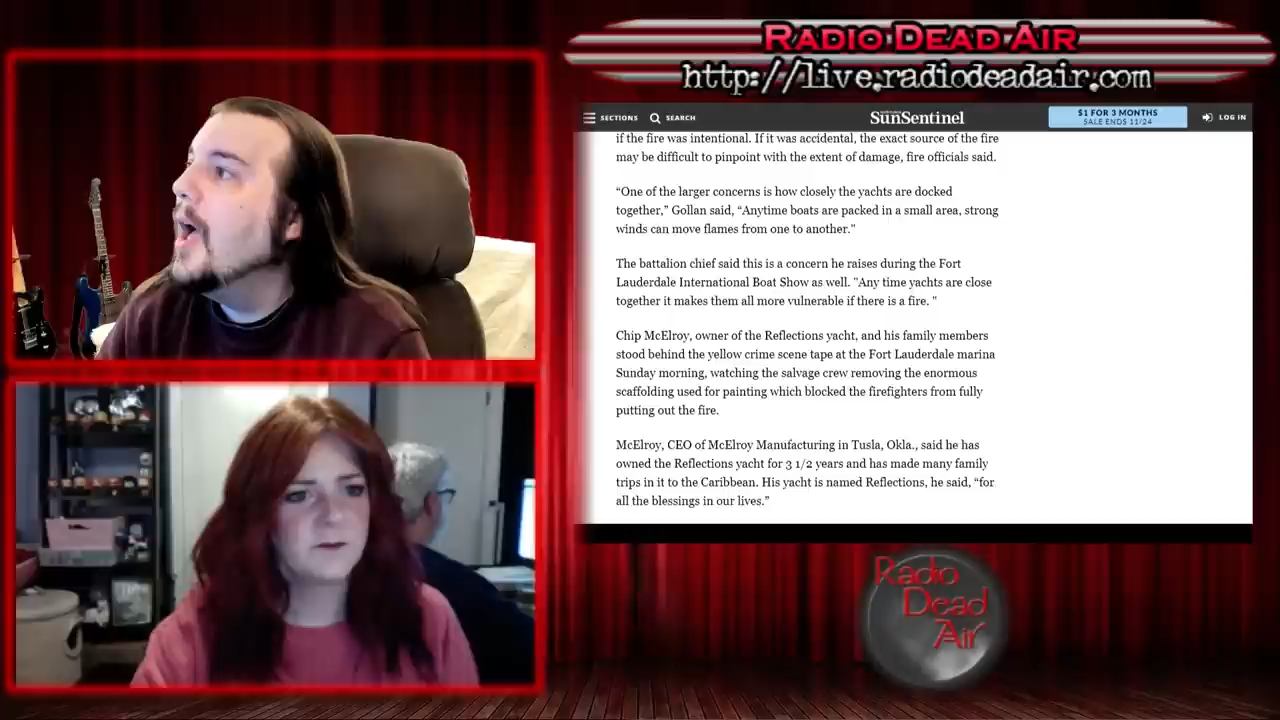 RADIO DEAD AIR
http://live.radiodeadair.com
SECTIONS
SEARCH
SunSentinel
$1 FOR 3 MONTHS
SALE ENDS 11/24
LOG IN
if the fire was intentional. If it was accidental, the exact source of the fire
may be difficult to pinpoint with the extent of damage, fire officials said.
“One of the larger concerns is how closely the yachts are docked
together,” Gollan said, “Anytime boats are packed in a small area, strong
winds can move flames from one to another.”
The battalion chief said this is a concern he raises during the Fort
Lauderdale International Boat Show as well. "Any time yachts are close
together it makes them all more vulnerable if there is a fire. "
Chip McElroy, owner of the Reflections yacht, and his family members
stood behind the yellow crime scene tape at the Fort Lauderdale marina
Sunday morning, watching the salvage crew removing the enormous
scaffolding used for painting which blocked the firefighters from fully
putting out the fire.
McElroy, CEO of McElroy Manufacturing in Tusla, Okla., said he has
owned the Reflections yacht for 3 1/2 years and has made many family
trips in it to the Caribbean. His yacht is named Reflections, he said, “for
all the blessings in our lives.”
Radio
Dead
Air